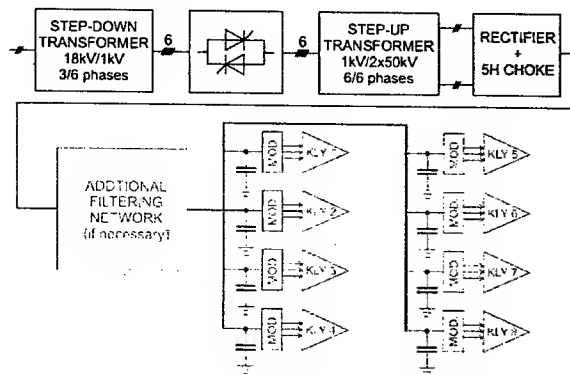 STEP-DOWN
TRANSFORMER
18kV/1kV
3/6 phases
6
6
STEP-UP
TRANSFORMER
1kV/2x50kV
6/6 phases
RECTIFIER
+
5H CHOKE
ADDTIONAL
FILTERING
NETWORK
(if necessary)
MOD
KLY
MOD
KLY 2
MOD
KLY
MOD
KLY 4
MOD
KLY 5
MOD
KLY 6
MOD
KLY 7
MOD.
KLY 8